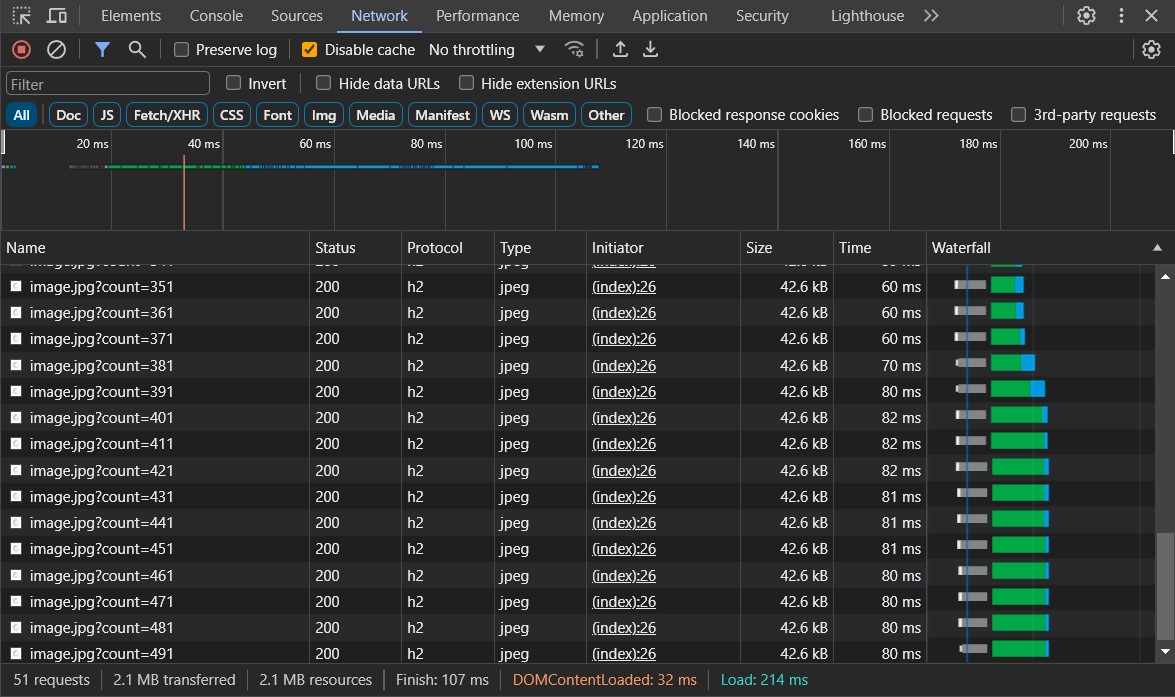 Elements Console Sources Network Performance Memory Application Security Lighthouse
Preserve log Disable cache No throttling
Filter Invert Hide data URLs Hide extension URLs
All Doc JS Fetch/XHR CSS Font Img Media Manifest WS Wasm Other Blocked response cookies Blocked requests 3rd-party requests
20 ms 40 ms 60 ms 80 ms 100 ms 120 ms 140 ms 160 ms 180 ms 200 ms
Name Status Protocol Type Initiator Size Time Waterfall
image.jpg?count=351 200 h2 jpeg (index):26 42.6 kB 60 ms
image.jpg?count=361 200 h2 jpeg (index):26 42.6 kB 60 ms
image.jpg?count=371 200 h2 jpeg (index):26 42.6 kB 60 ms
image.jpg?count=381 200 h2 jpeg (index):26 42.6 kB 70 ms
image.jpg?count=391 200 h2 jpeg (index):26 42.6 kB 80 ms
image.jpg?count=401 200 h2 jpeg (index):26 42.6 kB 82 ms
image.jpg?count=411 200 h2 jpeg (index):26 42.6 kB 82 ms
image.jpg?count=421 200 h2 jpeg (index):26 42.6 kB 82 ms
image.jpg?count=431 200 h2 jpeg (index):26 42.6 kB 81 ms
image.jpg?count=441 200 h2 jpeg (index):26 42.6 kB 81 ms
image.jpg?count=451 200 h2 jpeg (index):26 42.6 kB 81 ms
image.jpg?count=461 200 h2 jpeg (index):26 42.6 kB 80 ms
image.jpg?count=471 200 h2 jpeg (index):26 42.6 kB 80 ms
image.jpg?count=481 200 h2 jpeg (index):26 42.6 kB 80 ms
image.jpg?count=491 200 h2 jpeg (index):26 42.6 kB 80 ms
51 requests 2.1 MB transferred 2.1 MB resources Finish: 107 ms DOMContentLoaded: 32 ms Load: 214 ms